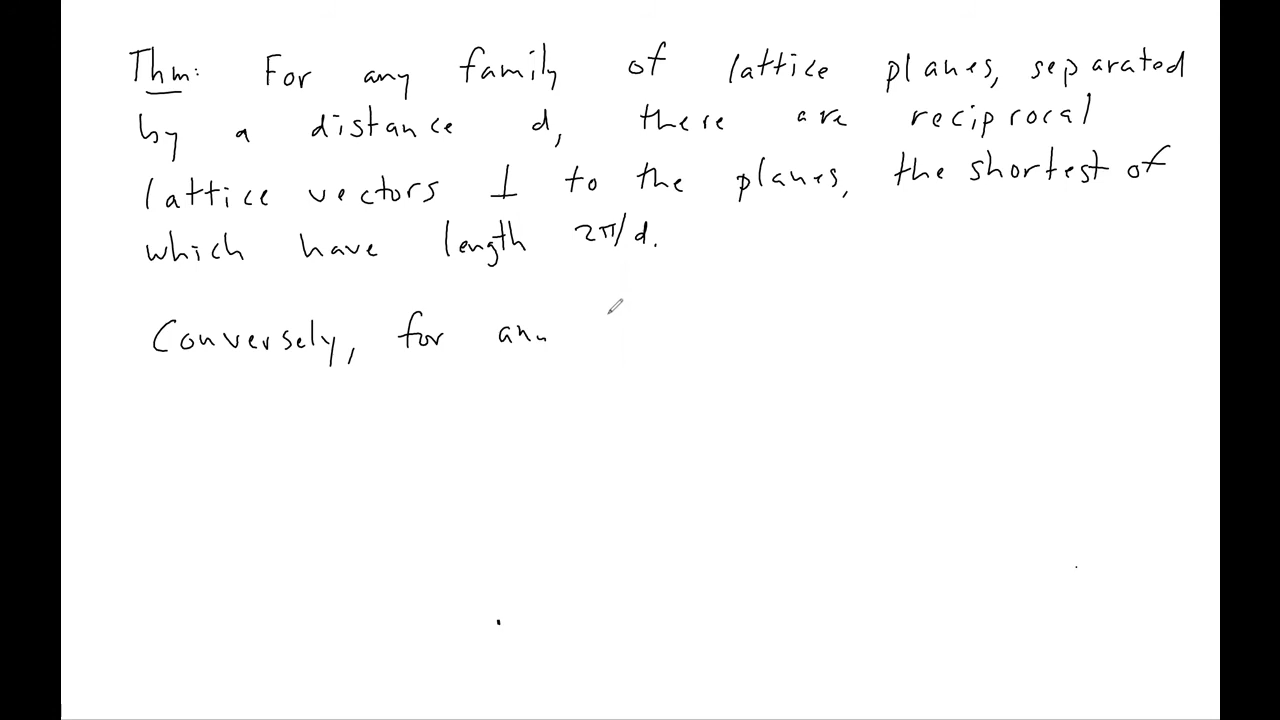 Thm: For any family of lattice planes, separated
by a distance d, there are reciprocal
lattice vectors ⊥ to the planes, the shortest of
which have length 2π/d.
Conversely, for